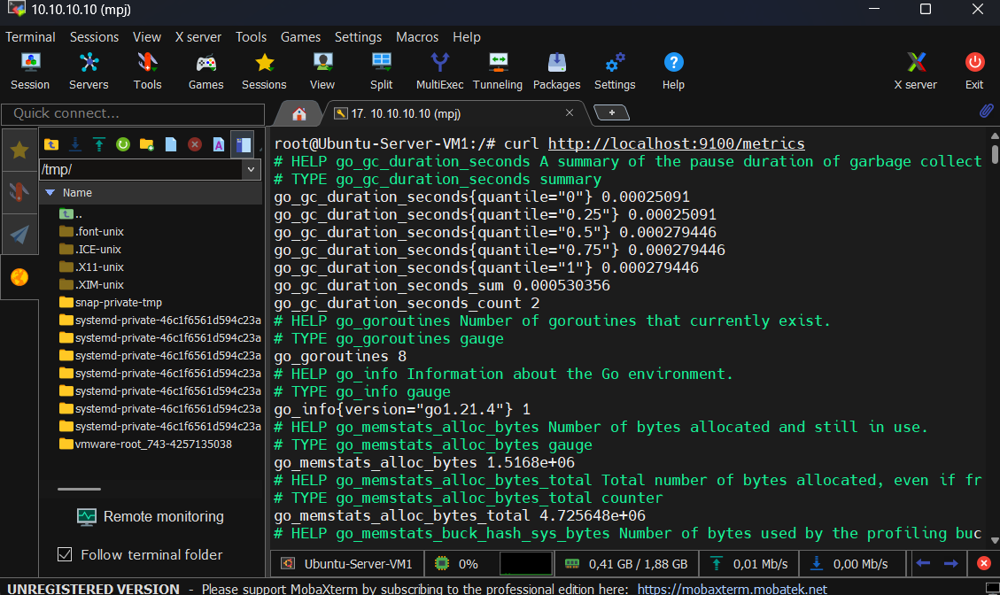 10.10.10.10 (mpj)
Terminal Sessions View X server Tools Games Settings Macros Help
Session Servers Tools Games Sessions View Split MultiExec Tunneling Packages Settings Help X server Exit
Quick connect...
17. 10.10.10.10 (mpj)
/tmp/
Name
..
.font-unix
.ICE-unix
.X11-unix
.XIM-unix
snap-private-tmp
systemd-private-46c1f6561d594c23a
systemd-private-46c1f6561d594c23a
systemd-private-46c1f6561d594c23a
systemd-private-46c1f6561d594c23a
systemd-private-46c1f6561d594c23a
systemd-private-46c1f6561d594c23a
systemd-private-46c1f6561d594c23a
vmware-root_743-4257135038
Remote monitoring
Follow terminal folder
root@Ubuntu-Server-VM1:/# curl http://localhost:9100/metrics
# HELP go_gc_duration_seconds A summary of the pause duration of garbage collect
# TYPE go_gc_duration_seconds summary
go_gc_duration_seconds{quantile="0"} 0.00025091
go_gc_duration_seconds{quantile="0.25"} 0.00025091
go_gc_duration_seconds{quantile="0.5"} 0.000279446
go_gc_duration_seconds{quantile="0.75"} 0.000279446
go_gc_duration_seconds{quantile="1"} 0.000279446
go_gc_duration_seconds_sum 0.000530356
go_gc_duration_seconds_count 2
# HELP go_goroutines Number of goroutines that currently exist.
# TYPE go_goroutines gauge
go_goroutines 8
# HELP go_info Information about the Go environment.
# TYPE go_info gauge
go_info{version="go1.21.4"} 1
# HELP go_memstats_alloc_bytes Number of bytes allocated and still in use.
# TYPE go_memstats_alloc_bytes gauge
go_memstats_alloc_bytes 1.5168e+06
# HELP go_memstats_alloc_bytes_total Total number of bytes allocated, even if fr
# TYPE go_memstats_alloc_bytes_total counter
go_memstats_alloc_bytes_total 4.725648e+06
# HELP go_memstats_buck_hash_sys_bytes Number of bytes used by the profiling buc
Ubuntu-Server-VM1 0% 0,41 GB / 1,88 GB 0,01 Mb/s 0,00 Mb/s
UNREGISTERED VERSION - Please support MobaXterm by subscribing to the professional edition here: https://mobaxterm.mobatek.net